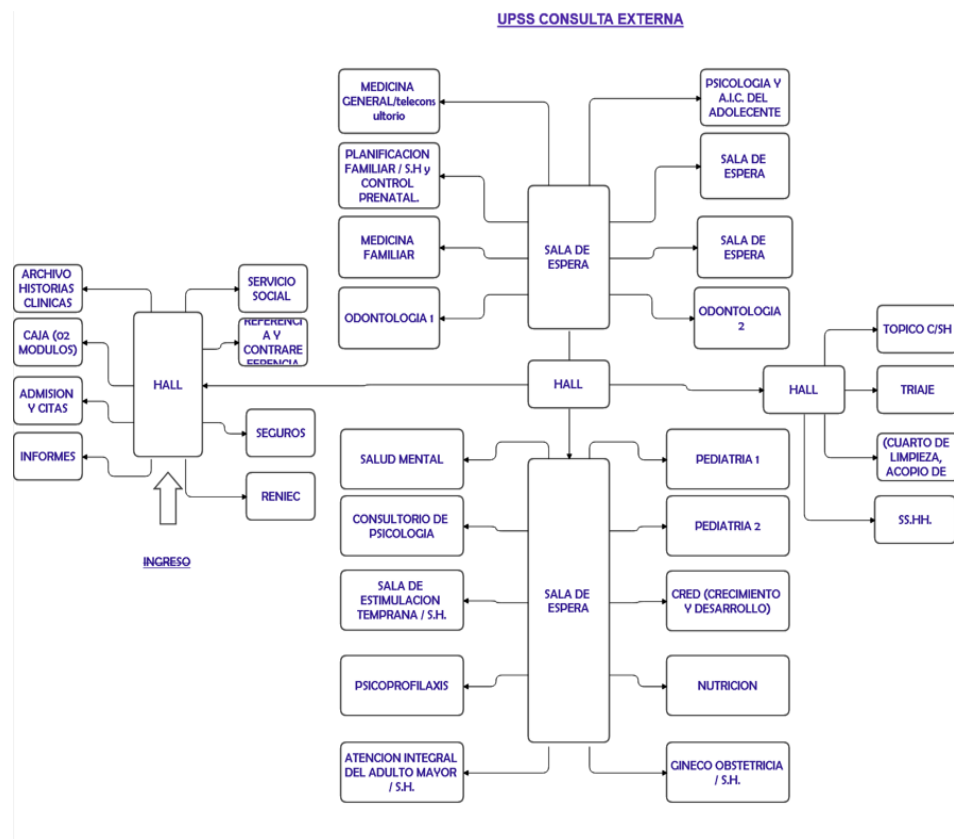 UPSS CONSULTA EXTERNA
MEDICINA
GENERAL/telecons
ultorio
PSICOLOGIA Y
A.I.C. DEL
ADOLECENTE
PLANIFICACION
FAMILIAR / S.H y
CONTROL
PRENATAL.
SALA DE
ESPERA
MEDICINA
FAMILIAR
SALA DE
ESPERA
SALA DE
ESPERA
ODONTOLOGIA 1
ODONTOLOGIA
2
ARCHIVO
HISTORIAS
CLINICAS
SERVICIO
SOCIAL
CAJA (02
MODULOS)
REFERENCI
A Y
CONTRARE
FERENCIA
HALL
ADMISION
Y CITAS
SEGUROS
INFORMES
RENIEC
INGRESO
HALL
HALL
TOPICO C/SH
TRIAJE
(CUARTO DE
LIMPIEZA,
ACOPIO DE
SS.HH.
SALUD MENTAL
PEDIATRIA 1
CONSULTORIO DE
PSICOLOGIA
PEDIATRIA 2
SALA DE
ESTIMULACION
TEMPRANA / S.H.
SALA DE
ESPERA
CRED (CRECIMIENTO
Y DESARROLLO)
PSICOPROFILAXIS
NUTRICION
ATENCION INTEGRAL
DEL ADULTO MAYOR
/ S.H.
GINECO OBSTETRICIA
/ S.H.